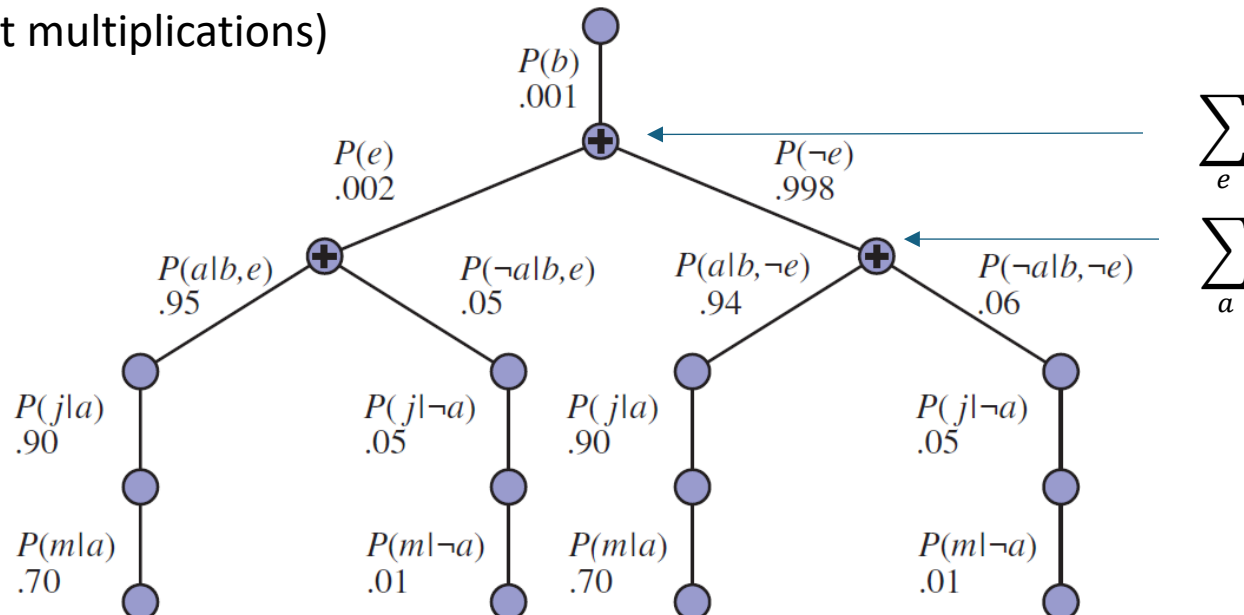 t multiplications)
P(b)
.001
∑
e
P(e)
.002
P(¬e)
.998
∑
a
P(a|b,e)
.95
P(¬a|b,e)
.05
P(a|b,¬e)
.94
P(¬a|b,¬e)
.06
P(j|a)
.90
P(j|¬a)
.05
P(j|a)
.90
P(j|¬a)
.05
P(m|a)
.70
P(m|¬a)
.01
P(m|a)
.70
P(m|¬a)
.01